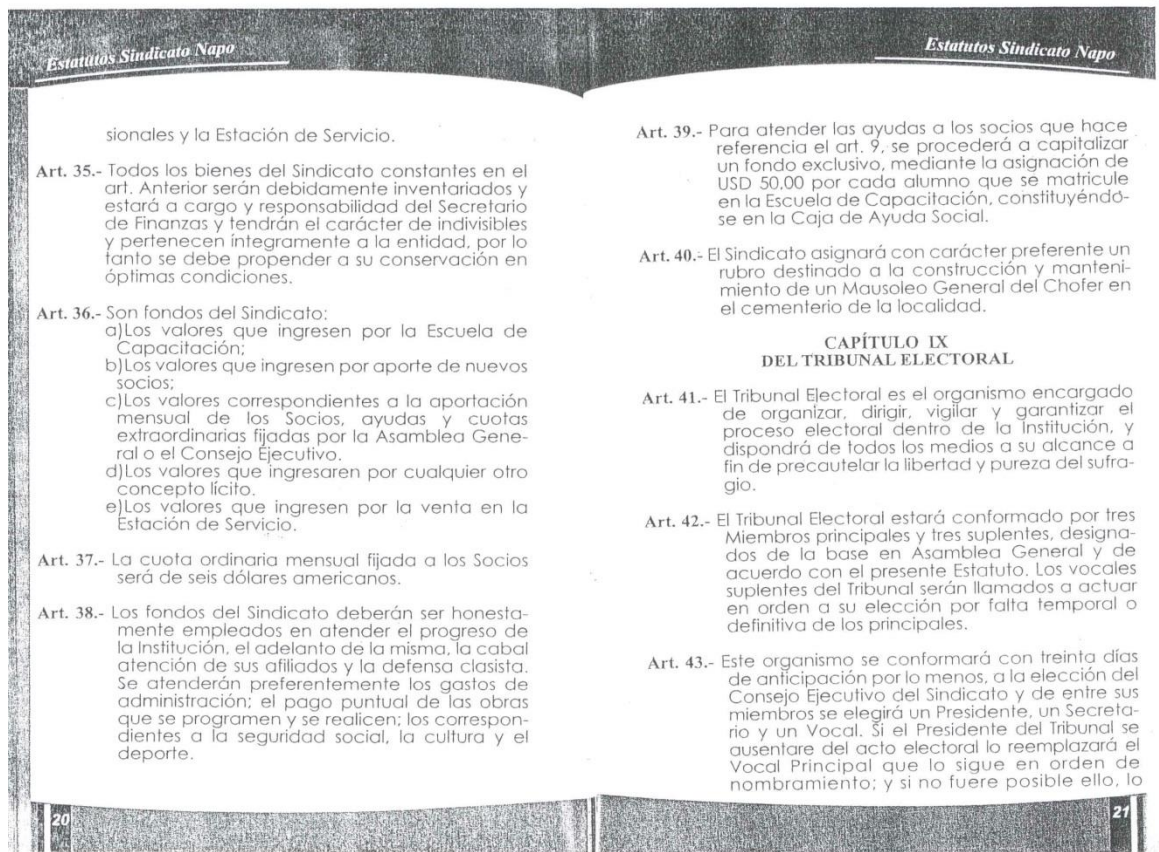 Estatutos Sindicato Napo
sionales y la Estación de Servicio.
Art. 35.- Todos los bienes del Sindicato constantes en el
art. Anterior serán debidamente inventariados y
estará a cargo y responsabilidad del Secretario
de Finanzas y tendrán el carácter de indivisibles
y pertenecen íntegramente a la entidad, por lo
tanto se debe propender a su conservación en
óptimas condiciones.
Art. 36.- Son fondos del Sindicato:
a)Los valores que ingresen por la Escuela de
Capacitación;
b)Los valores que ingresen por aporte de nuevos
socios;
c)Los valores correspondientes a la aportación
mensual de los Socios, ayudas y cuotas
extraordinarias fijadas por la Asamblea Gene-
ral o el Consejo Ejecutivo.
d)Los valores que ingresaren por cualquier otro
concepto lícito.
e)Los valores que ingresen por la venta en la
Estación de Servicio.
Art. 37.- La cuota ordinaria mensual fijada a los Socios
será de seis dólares americanos.
Art. 38.- Los fondos del Sindicato deberán ser honesta-
mente empleados en atender el progreso de
la Institución, el adelanto de la misma, la cabal
atención de sus afiliados y la defensa clasista.
Se atenderán preferentemente los gastos de
administración; el pago puntual de las obras
que se programen y se realicen; los correspon-
dientes a la seguridad social, la cultura y el
deporte.
20
Estatutos Sindicato Napo
Art. 39.- Para atender las ayudas a los socios que hace
referencia el art. 9, se procederá a capitalizar
un fondo exclusivo, mediante la asignación de
USD 50,00 por cada alumno que se matricule
en la Escuela de Capacitación, constituyéndo-
se en la Caja de Ayuda Social.
Art. 40.- El Sindicato asignará con carácter preferente un
rubro destinado a la construcción y manteni-
miento de un Mausoleo General del Chofer en
el cementerio de la localidad.
CAPÍTULO IX
DEL TRIBUNAL ELECTORAL
Art. 41.- El Tribunal Electoral es el organismo encargado
de organizar, dirigir, vigilar y garantizar el
proceso electoral dentro de la Institución, y
dispondrá de todos los medios a su alcance a
fin de precautelar la libertad y pureza del sufra-
gio.
Art. 42.- El Tribunal Electoral estará conformado por tres
Miembros principales y tres suplentes, designa-
dos de la base en Asamblea General y de
acuerdo con el presente Estatuto. Los vocales
suplentes del Tribunal serán llamados a actuar
en orden a su elección por falta temporal o
definitiva de los principales.
Art. 43.- Este organismo se conformará con treinta días
de anticipación por lo menos, a la elección del
Consejo Ejecutivo del Sindicato y de entre sus
miembros se elegirá un Presidente, un Secreta-
rio y un Vocal. Si el Presidente del Tribunal se
ausentare del acto electoral lo reemplazará el
Vocal Principal que lo sigue en orden de
nombramiento; y si no fuere posible ello, lo
21